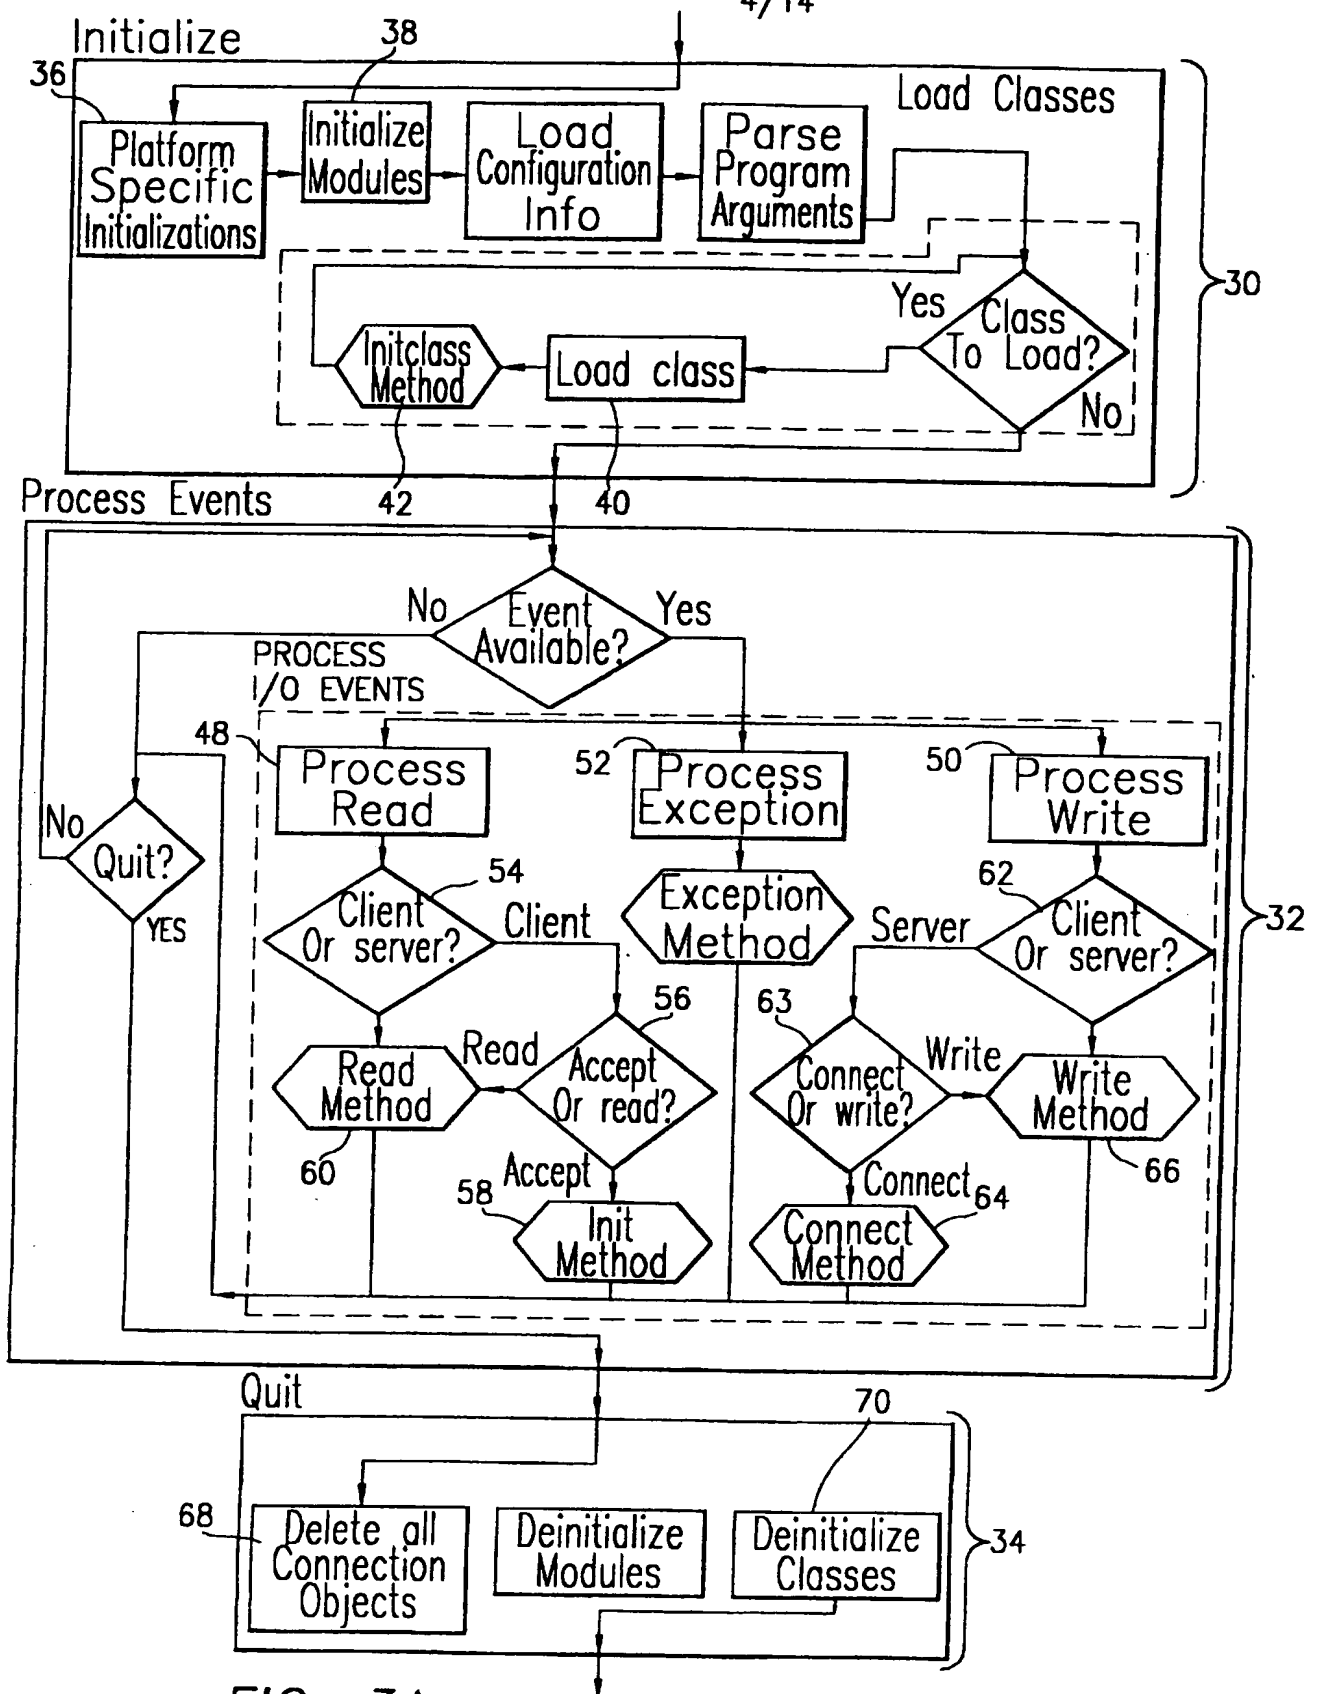 4/14
Initialize
38
36
Load Classes
Platform
Specific
Initializations
Initialize
Modules
Load
Configuration
Info
Parse
Program
Arguments
30
Yes
Class
To Load?
No
Initclass
Method
Load class
42
40
Process Events
No
Event
Available?
Yes
PROCESS
I/O EVENTS
48
Process
Read
52
Process
Exception
50
Process
Write
No
Quit?
YES
54
Client
Or server?
Client
Exception
Method
62
Server
Client
Or server?
32
56
63
Read
Method
Read
Accept
Or read?
Connect
Or write?
Write
Write
Method
60
Accept
58
Init
Method
Connect
64
Connect
Method
66
Quit
70
68
Delete all
Connection
Objects
Deinitialize
Modules
Deinitialize
Classes
34